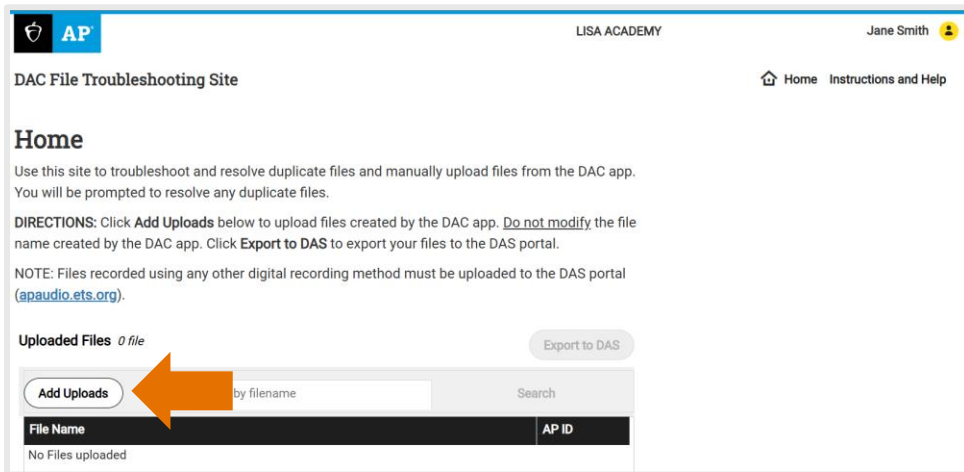 AP LISA ACADEMY Jane Smith
DAC File Troubleshooting Site Home Instructions and Help
Home
Use this site to troubleshoot and resolve duplicate files and manually upload files from the DAC app.
You will be prompted to resolve any duplicate files.
DIRECTIONS: Click Add Uploads below to upload files created by the DAC app. Do not modify the file
name created by the DAC app. Click Export to DAS to export your files to the DAS portal.
NOTE: Files recorded using any other digital recording method must be uploaded to the DAS portal
(apaudio.ets.org).
Uploaded Files 0 file Export to DAS
Add Uploads by filename Search
File Name AP ID
No Files uploaded